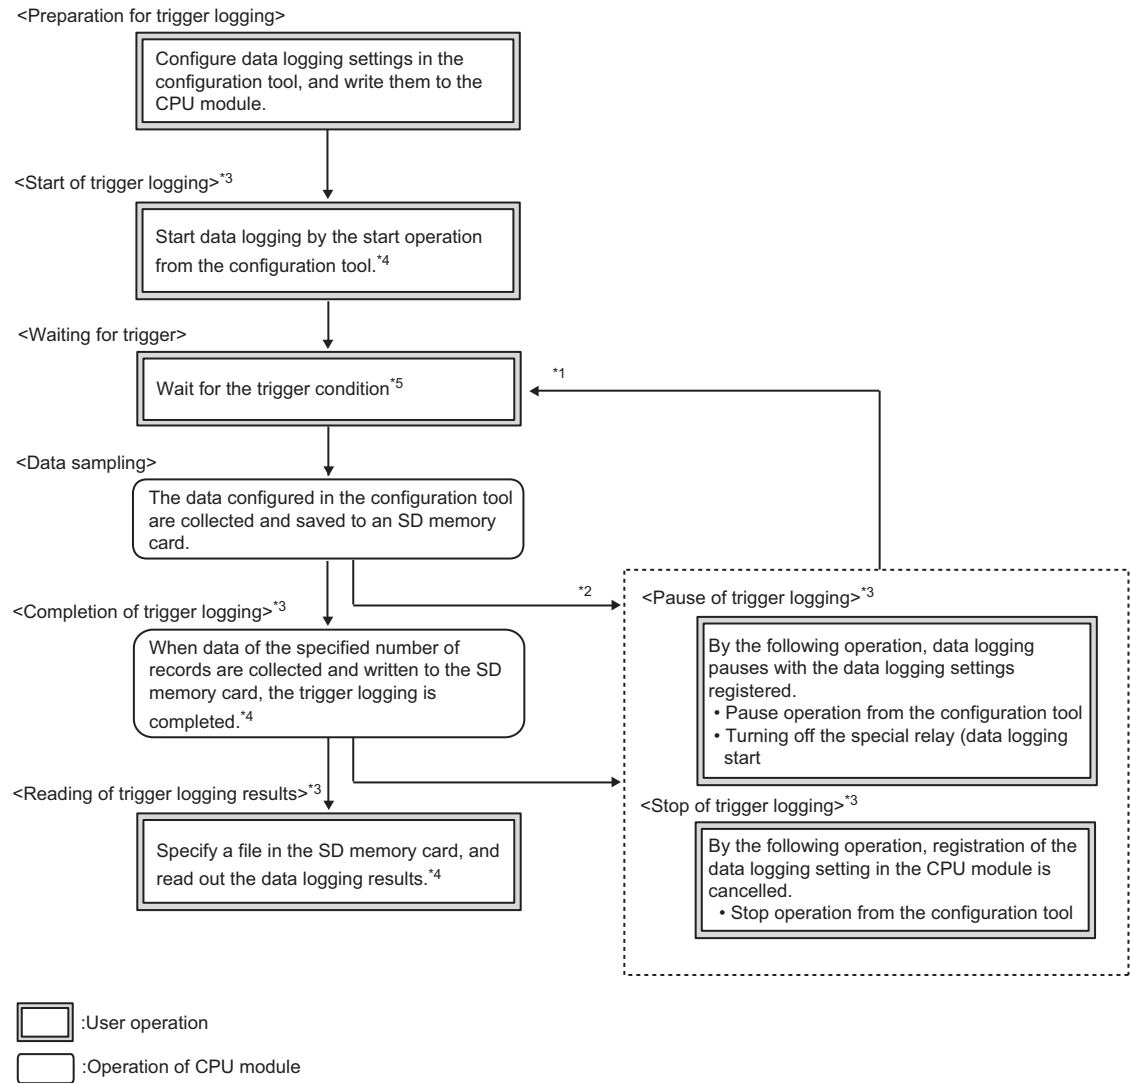 <Preparation for trigger logging>
Configure data logging settings in the
configuration tool, and write them to the
CPU module.
<Start of trigger logging>*3
Start data logging by the start operation
from the configuration tool.*4
<Waiting for trigger>
Wait for the trigger condition*5
*1
<Data sampling>
The data configured in the configuration tool
are collected and saved to an SD memory
card.
*2
<Completion of trigger logging>*3
When data of the specified number of
records are collected and written to the SD
memory card, the trigger logging is
completed.*4
<Pause of trigger logging>*3
By the following operation, data logging
pauses with the data logging settings
registered.
• Pause operation from the configuration tool
• Turning off the special relay (data logging
start
<Reading of trigger logging results>*3
Specify a file in the SD memory card, and
read out the data logging results.*4
<Stop of trigger logging>*3
By the following operation, registration of the
data logging setting in the CPU module is
cancelled.
• Stop operation from the configuration tool
:User operation
:Operation of CPU module